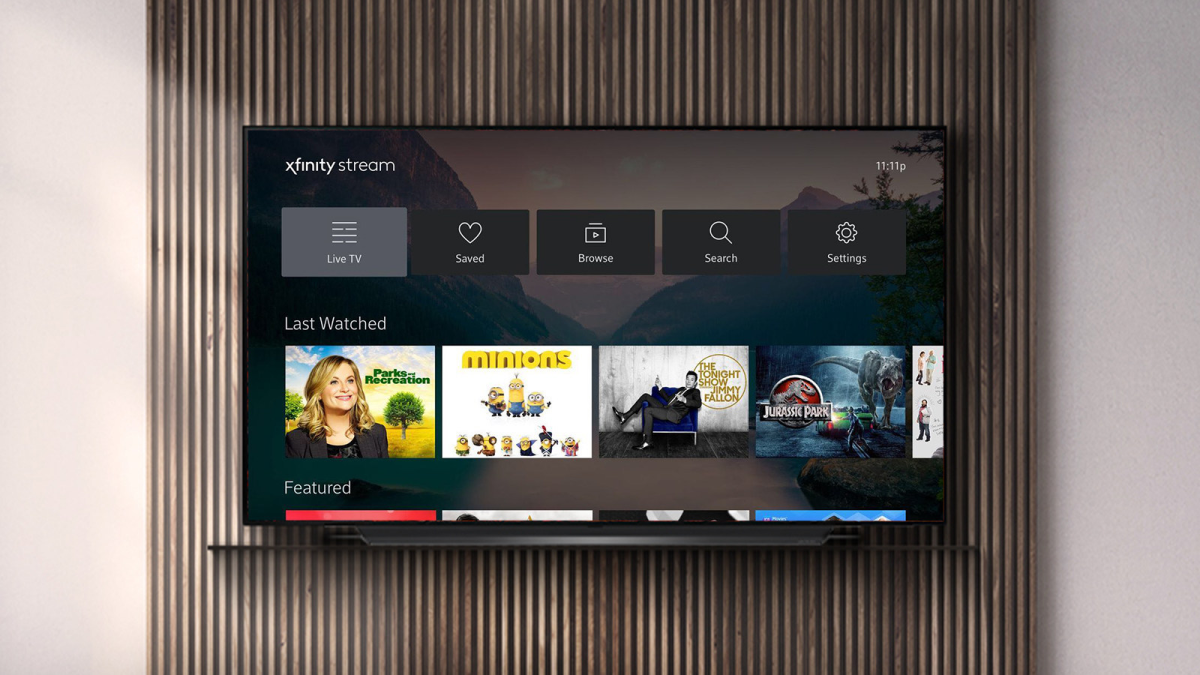 xfinity stream
11:11p
Live TV
Saved
Browse
Search
Settings
Last Watched
Parks and
Recreation
minions
THE
TONIGHT
SHOW
JIMMY
FALLON
JURASSIC PARK
Featured